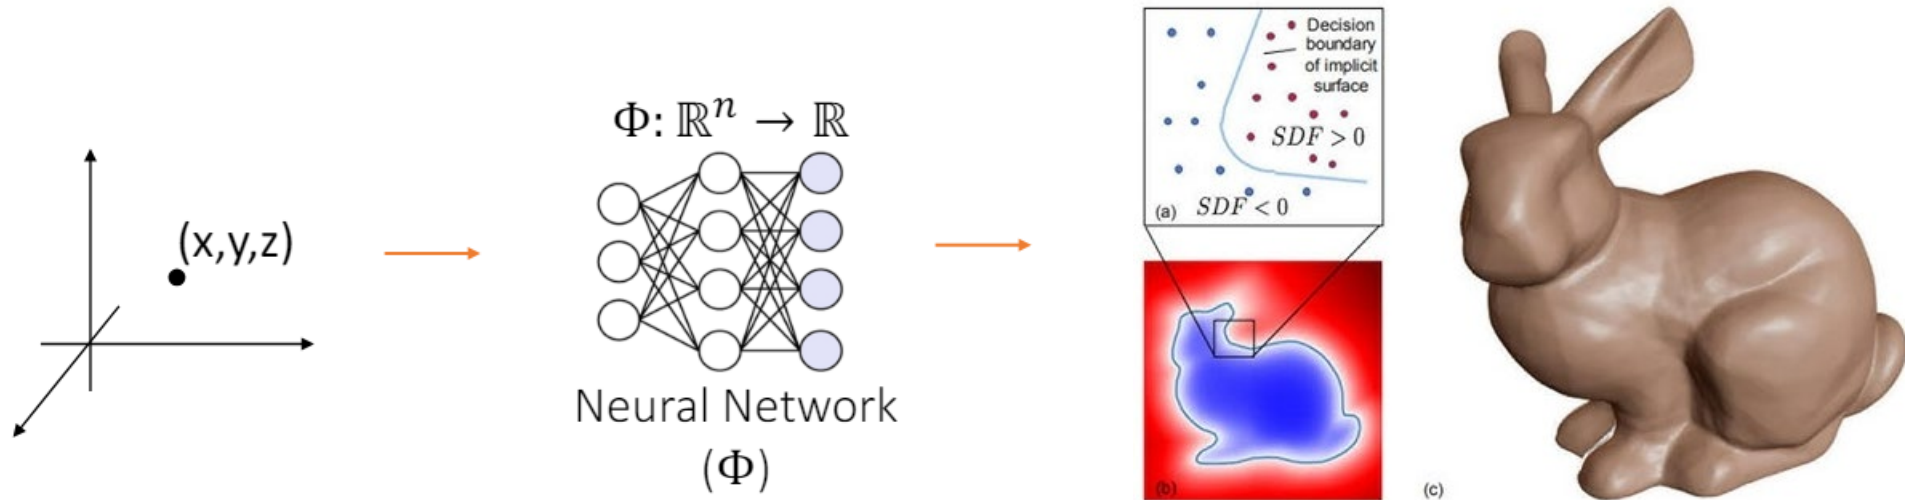 (x,y,z)
Φ: ℝⁿ → ℝ
Neural Network
(Φ)
Decision
boundary
of implicit
surface
SDF > 0
(a)
SDF < 0
(b)
(c)